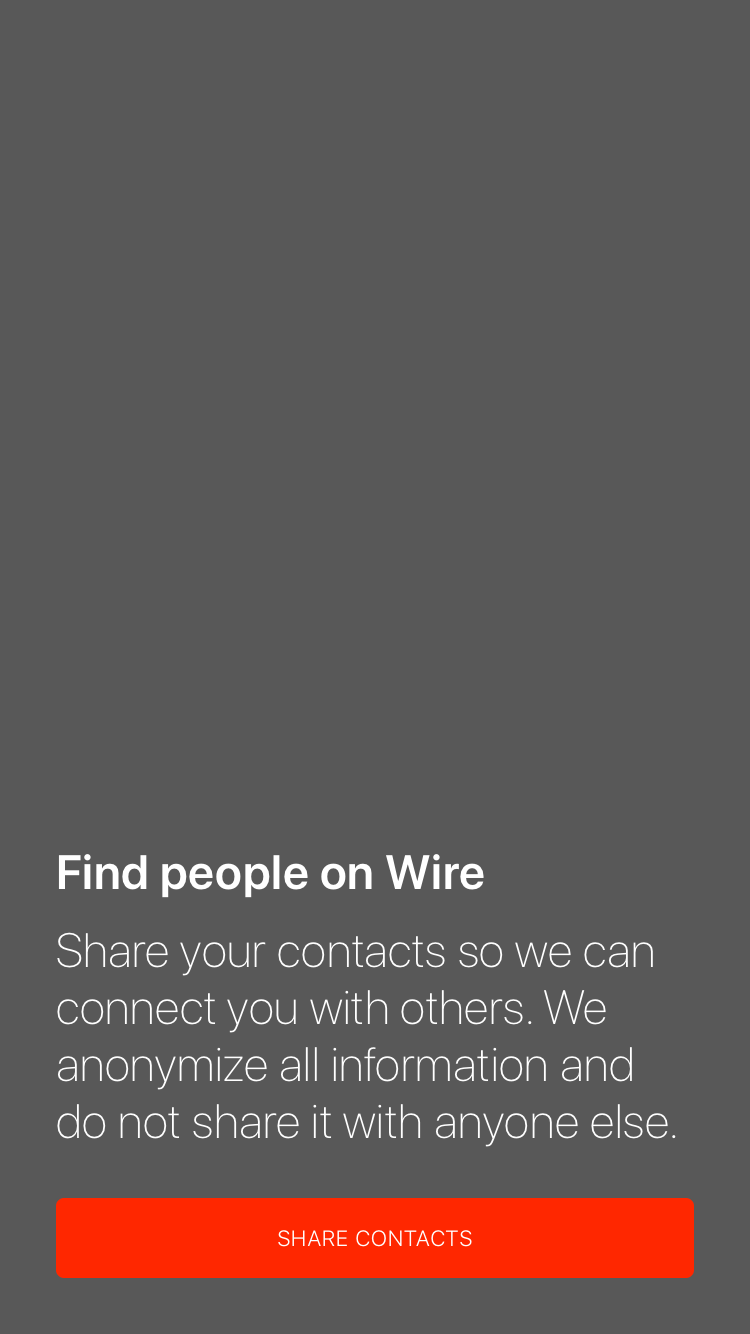 Find people on Wire
Share your contacts so we can
connect you with others. We
anonymize all information and
do not share it with anyone else.
SHARE CONTACTS